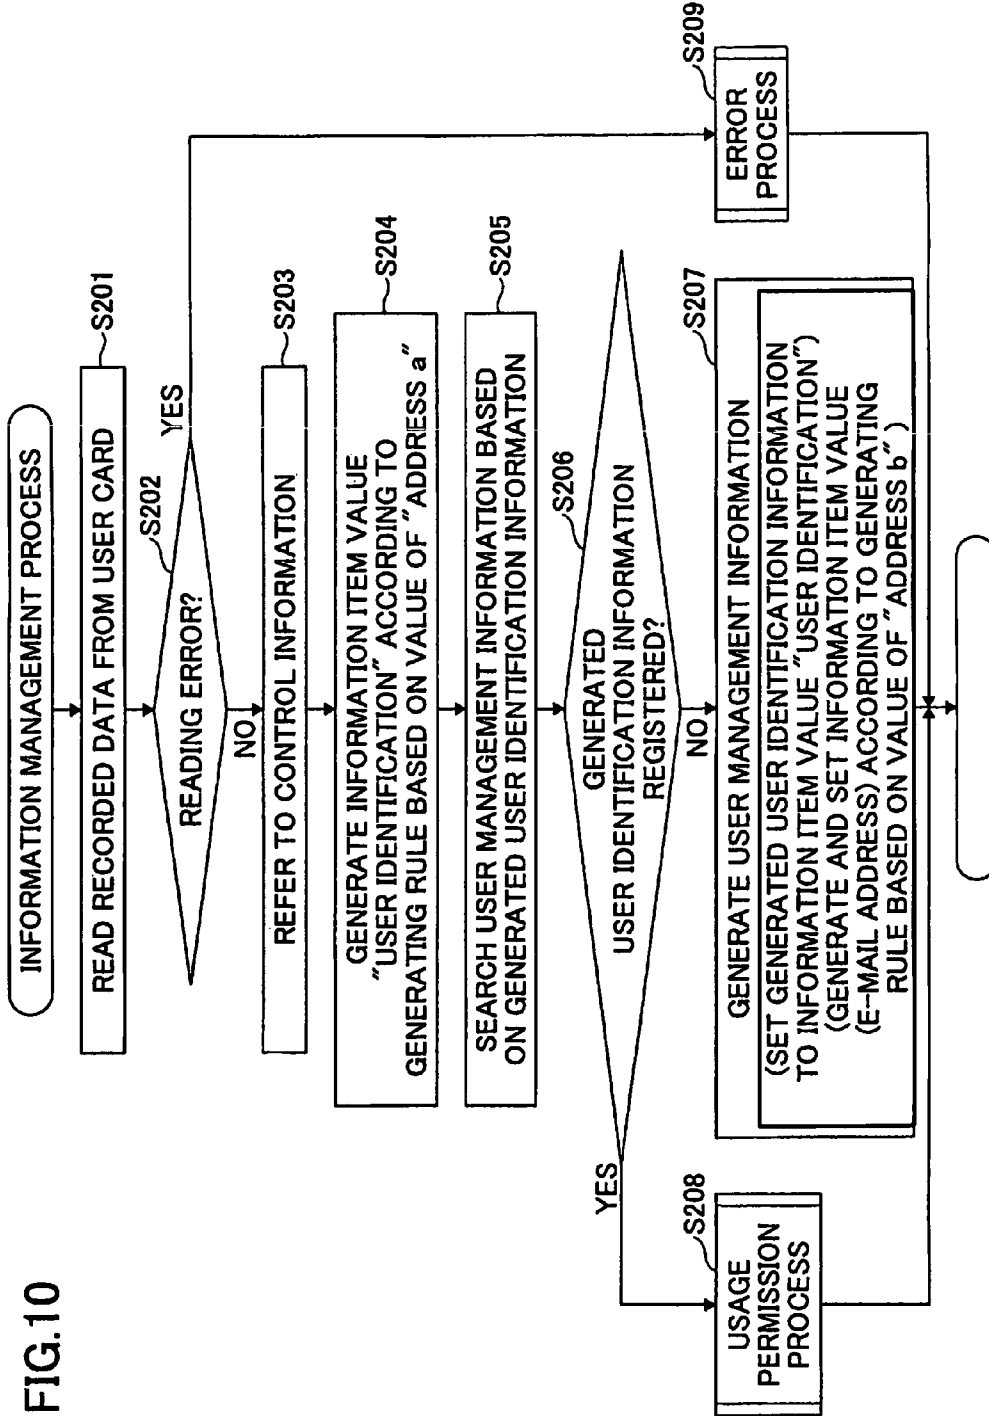 FIG.10
INFORMATION MANAGEMENT PROCESS
S201
READ RECORDED DATA FROM USER CARD
S202
READING ERROR?
YES
NO
S203
REFER TO CONTROL INFORMATION
S204
GENERATE INFORMATION ITEM VALUE
"USER IDENTIFICATION" ACCORDING TO
GENERATING RULE BASED ON VALUE OF "ADDRESS a"
S205
SEARCH USER MANAGEMENT INFORMATION BASED
ON GENERATED USER IDENTIFICATION INFORMATION
S206
GENERATED
USER IDENTIFICATION INFORMATION
REGISTERED?
YES
NO
S208
USAGE
PERMISSION
PROCESS
S207
GENERATE USER MANAGEMENT INFORMATION
(SET GENERATED USER IDENTIFICATION INFORMATION
TO INFORMATION ITEM VALUE "USER IDENTIFICATION")
(GENERATE AND SET INFORMATION ITEM VALUE
(E-MAIL ADDRESS) ACCORDING TO GENERATING
RULE BASED ON VALUE OF "ADDRESS b")
S209
ERROR
PROCESS